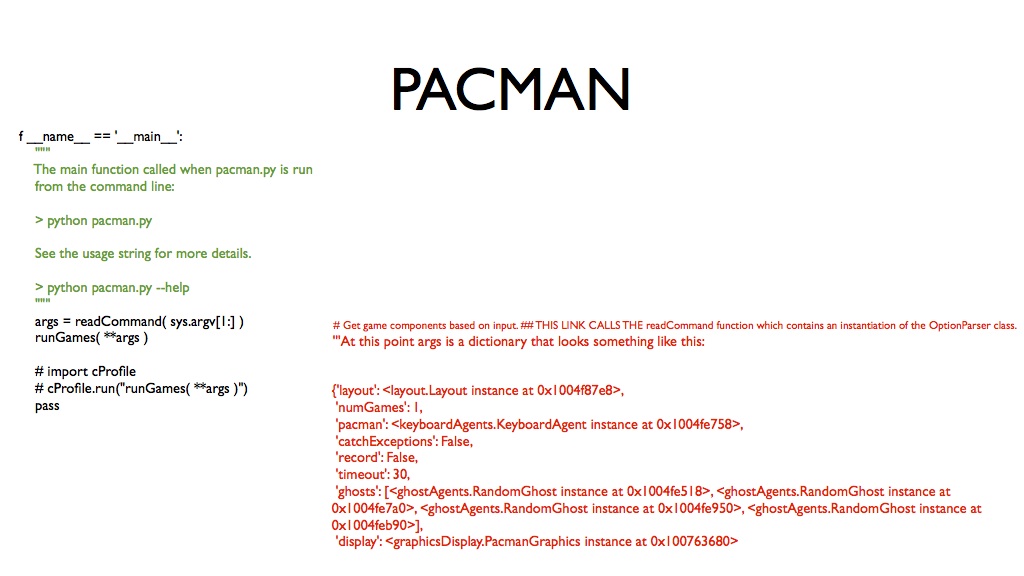 PACMAN
f __name__ == '__main__':
"""
The main function called when pacman.py is run
from the command line:
> python pacman.py
See the usage string for more details.
> python pacman.py --help
"""
args = readCommand( sys.argv[1:] )
runGames( **args )
# import cProfile
# cProfile.run("runGames( **args )")
pass
# Get game components based on input. ## THIS LINK CALLS THE readCommand function which contains an instantiation of the OptionParser class.
'''At this point args is a dictionary that looks something like this:
{'layout': <layout.Layout instance at 0x1004f87e8>,
'numGames': 1,
'pacman': <keyboardAgents.KeyboardAgent instance at 0x1004fe758>,
'catchExceptions': False,
'record': False,
'timeout': 30,
'ghosts': [<ghostAgents.RandomGhost instance at 0x1004fe518>, <ghostAgents.RandomGhost instance at
0x1004fe7a0>, <ghostAgents.RandomGhost instance at 0x1004fe950>, <ghostAgents.RandomGhost instance at
0x1004feb90>],
'display': <graphicsDisplay.PacmanGraphics instance at 0x100763680>